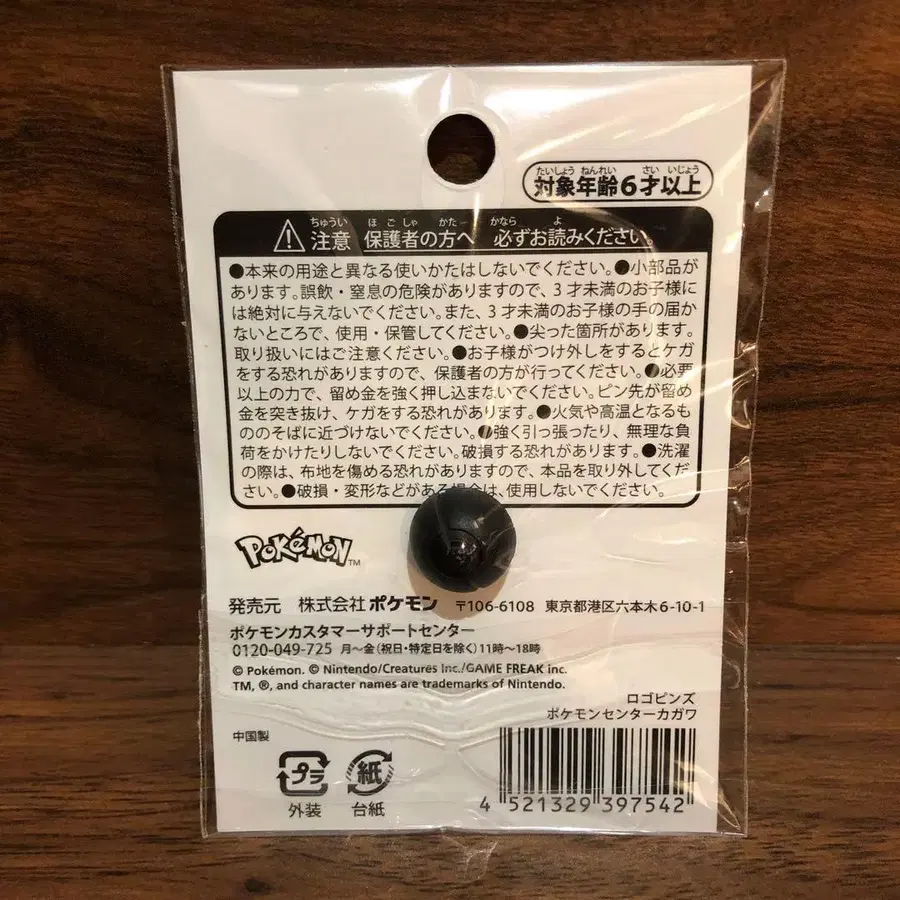 たいしょう ねんれい さい いじょう
対象年齢6才以上
ちゅうい ほごしゃ かた かなら よ
注意 保護者の方へ 必ずお読みください。
●本来の用途と異なる使いかたはしないでください。●小部品が
あります。誤飲・窒息の危険がありますので、3才未満のお子様に
は絶対に与えないでください。また、3才未満のお子様の手の届か
ないところで、使用・保管してください。●尖った箇所があります。
取り扱いにはご注意ください。●お子様がつけ外しをするとケガ
をする恐れがありますので、保護者の方が行ってください。●必要
以上の力で、留め金を強く押し込まないでください。ピン先が留め
金を突き抜け、ケガをする恐れがあります。●火気や高温となるも
ののそばに近づけないでください。●強く引っ張ったり、無理な負
荷をかけたりしないでください。破損する恐れがあります。●洗濯
の際は、布地を傷める恐れがありますので、本品を取り外してくだ
さい。●破損・変形などがある場合は、使用しないでください。
POKéMON™
発売元 株式会社ポケモン 〒106-6108 東京都港区六本木6-10-1
ポケモンカスタマーサポートセンター
0120-049-725 月〜金(祝日・特定日を除く)11時〜18時
© Pokémon. © Nintendo/Creatures Inc./GAME FREAK inc.
TM, ®, and character names are trademarks of Nintendo.
ロゴピンズ
ポケモンセンターカガワ
中国製
プラ
外装
紙
台紙
4 521329 397542